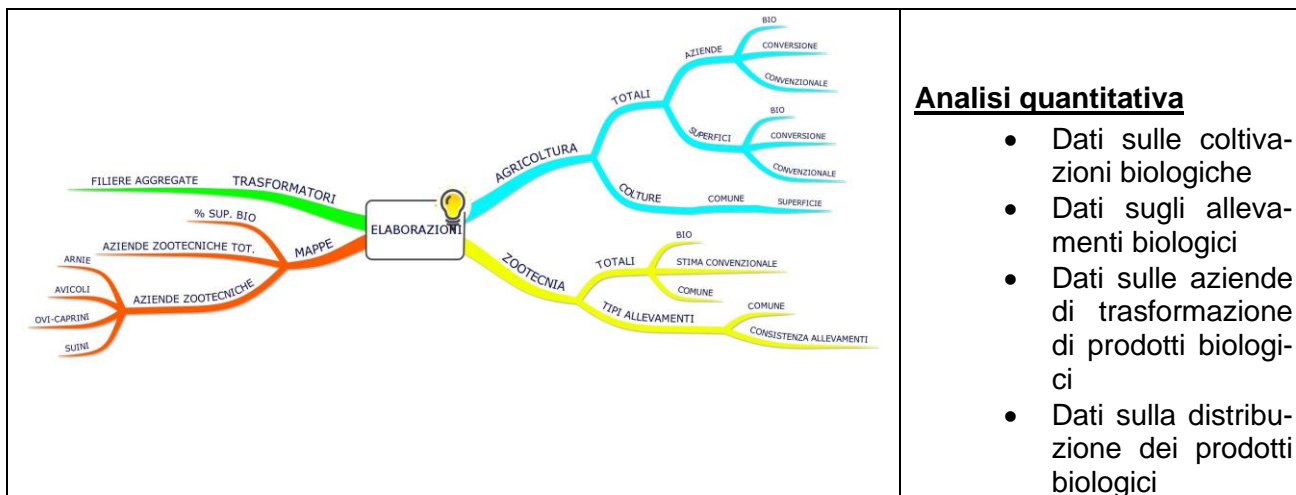 BIO
AZIENDE
CONVERSIONE
CONVENZIONALE
TOTALI
BIO
SUPERFICI
CONVERSIONE
CONVENZIONALE
AGRICOLTURA
COLTURE
COMUNE
SUPERFICIE
FILIERE AGGREGATE
TRASFORMATORI
ELABORAZIONI
% SUP. BIO
MAPPE
AZIENDE ZOOTECNICHE TOT.
ARNIE
AVICOLI
AZIENDE ZOOTECNICHE
OVI-CAPRINI
SUINI
ZOOTECNIA
TOTALI
BIO
STIMA CONVENZIONALE
COMUNE
TIPI ALLEVAMENTI
COMUNE
CONSISTENZA ALLEVAMENTI
Analisi quantitativa
• Dati sulle coltiva-
zioni biologiche
• Dati sugli alleva-
menti biologici
• Dati sulle aziende
di trasformazione
di prodotti biologi-
ci
• Dati sulla distribu-
zione dei prodotti
biologici